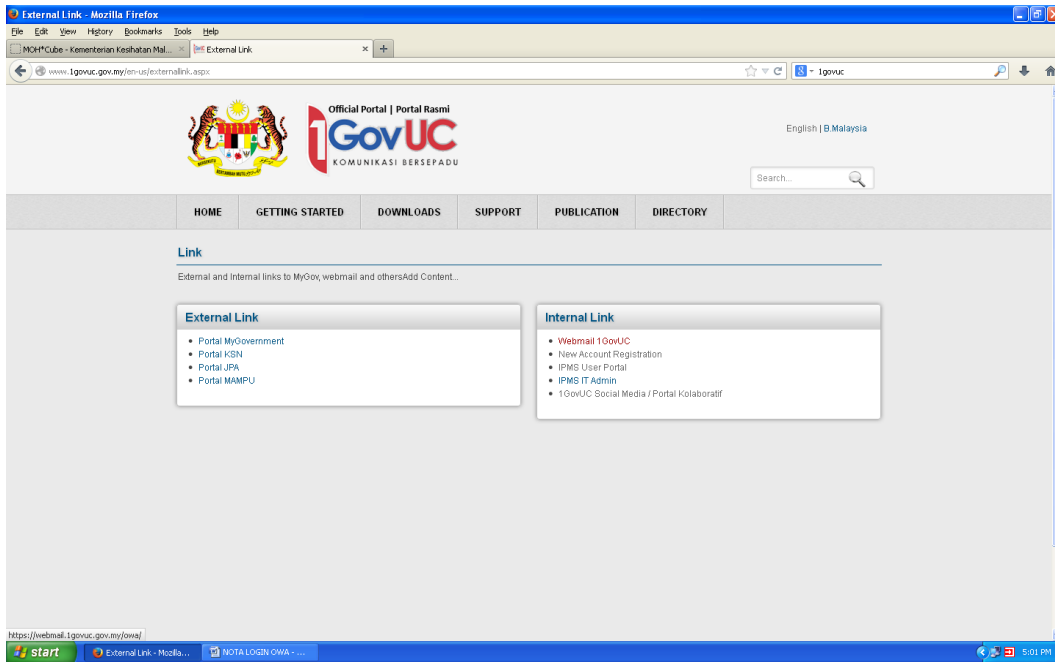 External Link - Mozilla Firefox
File Edit View History Bookmarks Tools Help
MOH*Cube - Kementerian Kesihatan Mal... × External Link × +
www.1govuc.gov.my/en-us/externallink.aspx 8 1govuc
Official Portal | Portal Rasmi
1GovUC
KOMUNIKASI BERSEPADU
English | B.Malaysia
Search...
HOME GETTING STARTED DOWNLOADS SUPPORT PUBLICATION DIRECTORY
Link
External and Internal links to MyGov, webmail and othersAdd Content...
External Link
• Portal MyGovernment
• Portal KSN
• Portal JPA
• Portal MAMPU
Internal Link
• Webmail 1GovUC
• New Account Registration
• IPMS User Portal
• IPMS IT Admin
• 1GovUC Social Media / Portal Kolaboratif
https://webmail.1govuc.gov.my/owa/
start External Link - Mozilla... NOTA LOGIN OWA - ... 5:01 PM